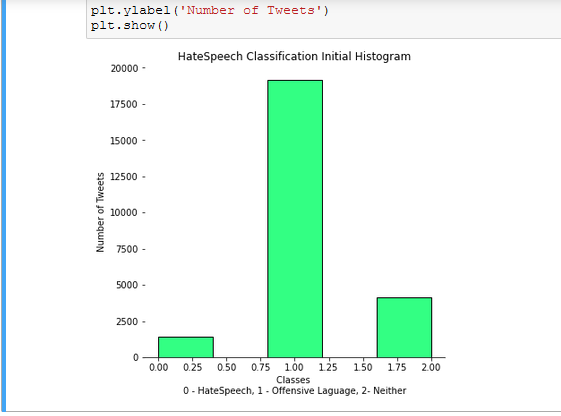 plt.ylabel('Number of Tweets')
plt.show()
HateSpeech Classification Initial Histogram
20000
17500
15000
12500
10000
7500
5000
2500
0
Number of Tweets
0.00 0.25 0.50 0.75 1.00 1.25 1.50 1.75 2.00
Classes
0 - HateSpeech, 1 - Offensive Laguage, 2- Neither